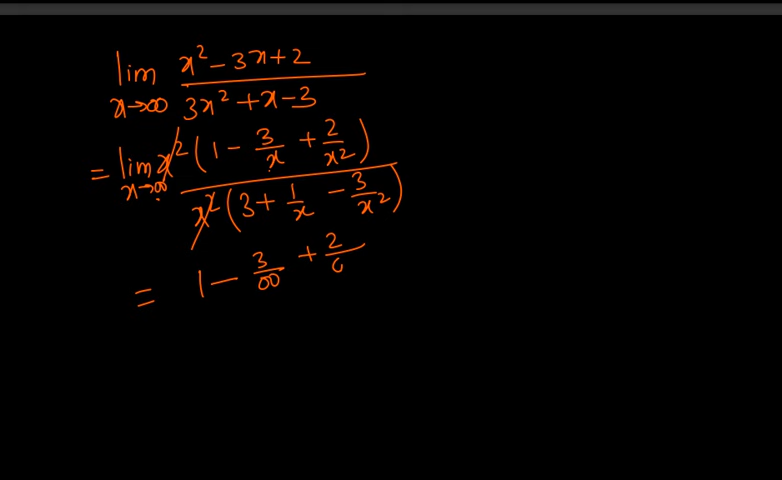 lim x→∞ (x² - 3x + 2) / (3x² + x - 3)
= lim x→∞ x² (1 - 3/x + 2/x²) / x² (3 + 1/x - 3/x²)
= 1 - 3/∞ + 2/